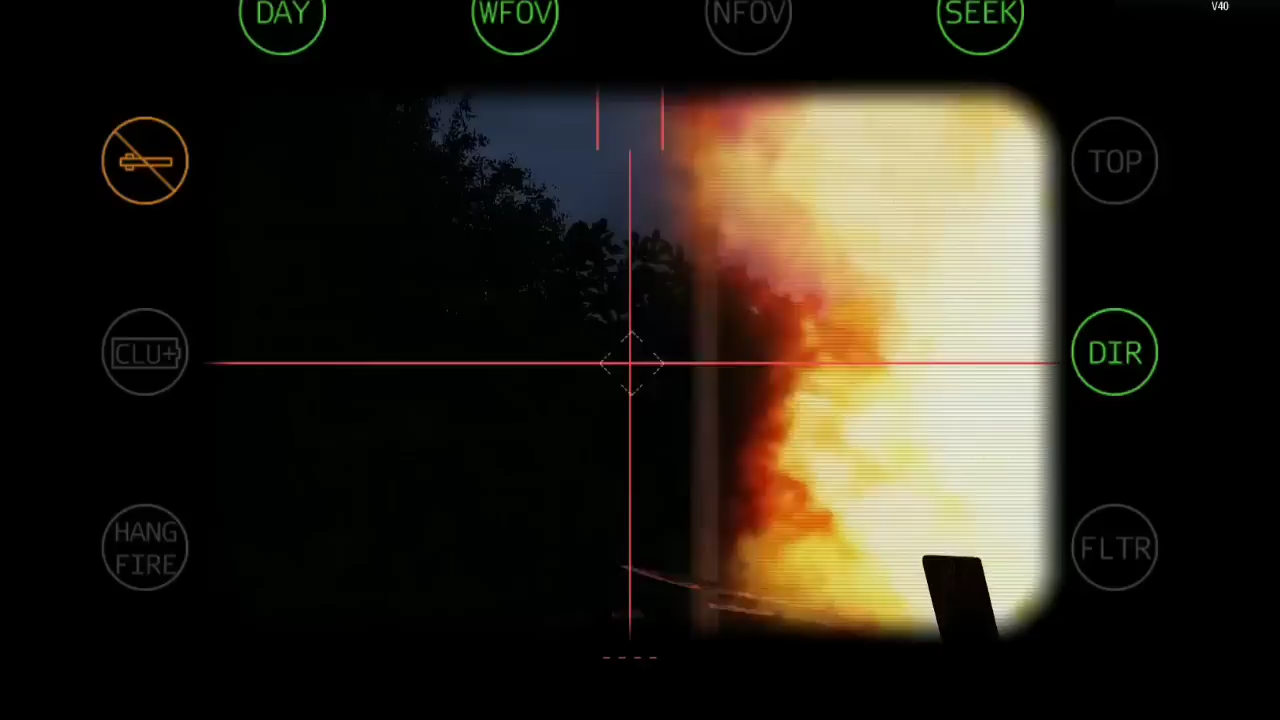 DAY
WFOV
NFOV
SEEK
V40
TOP
CLU+
DIR
HANG
FIRE
FLTR